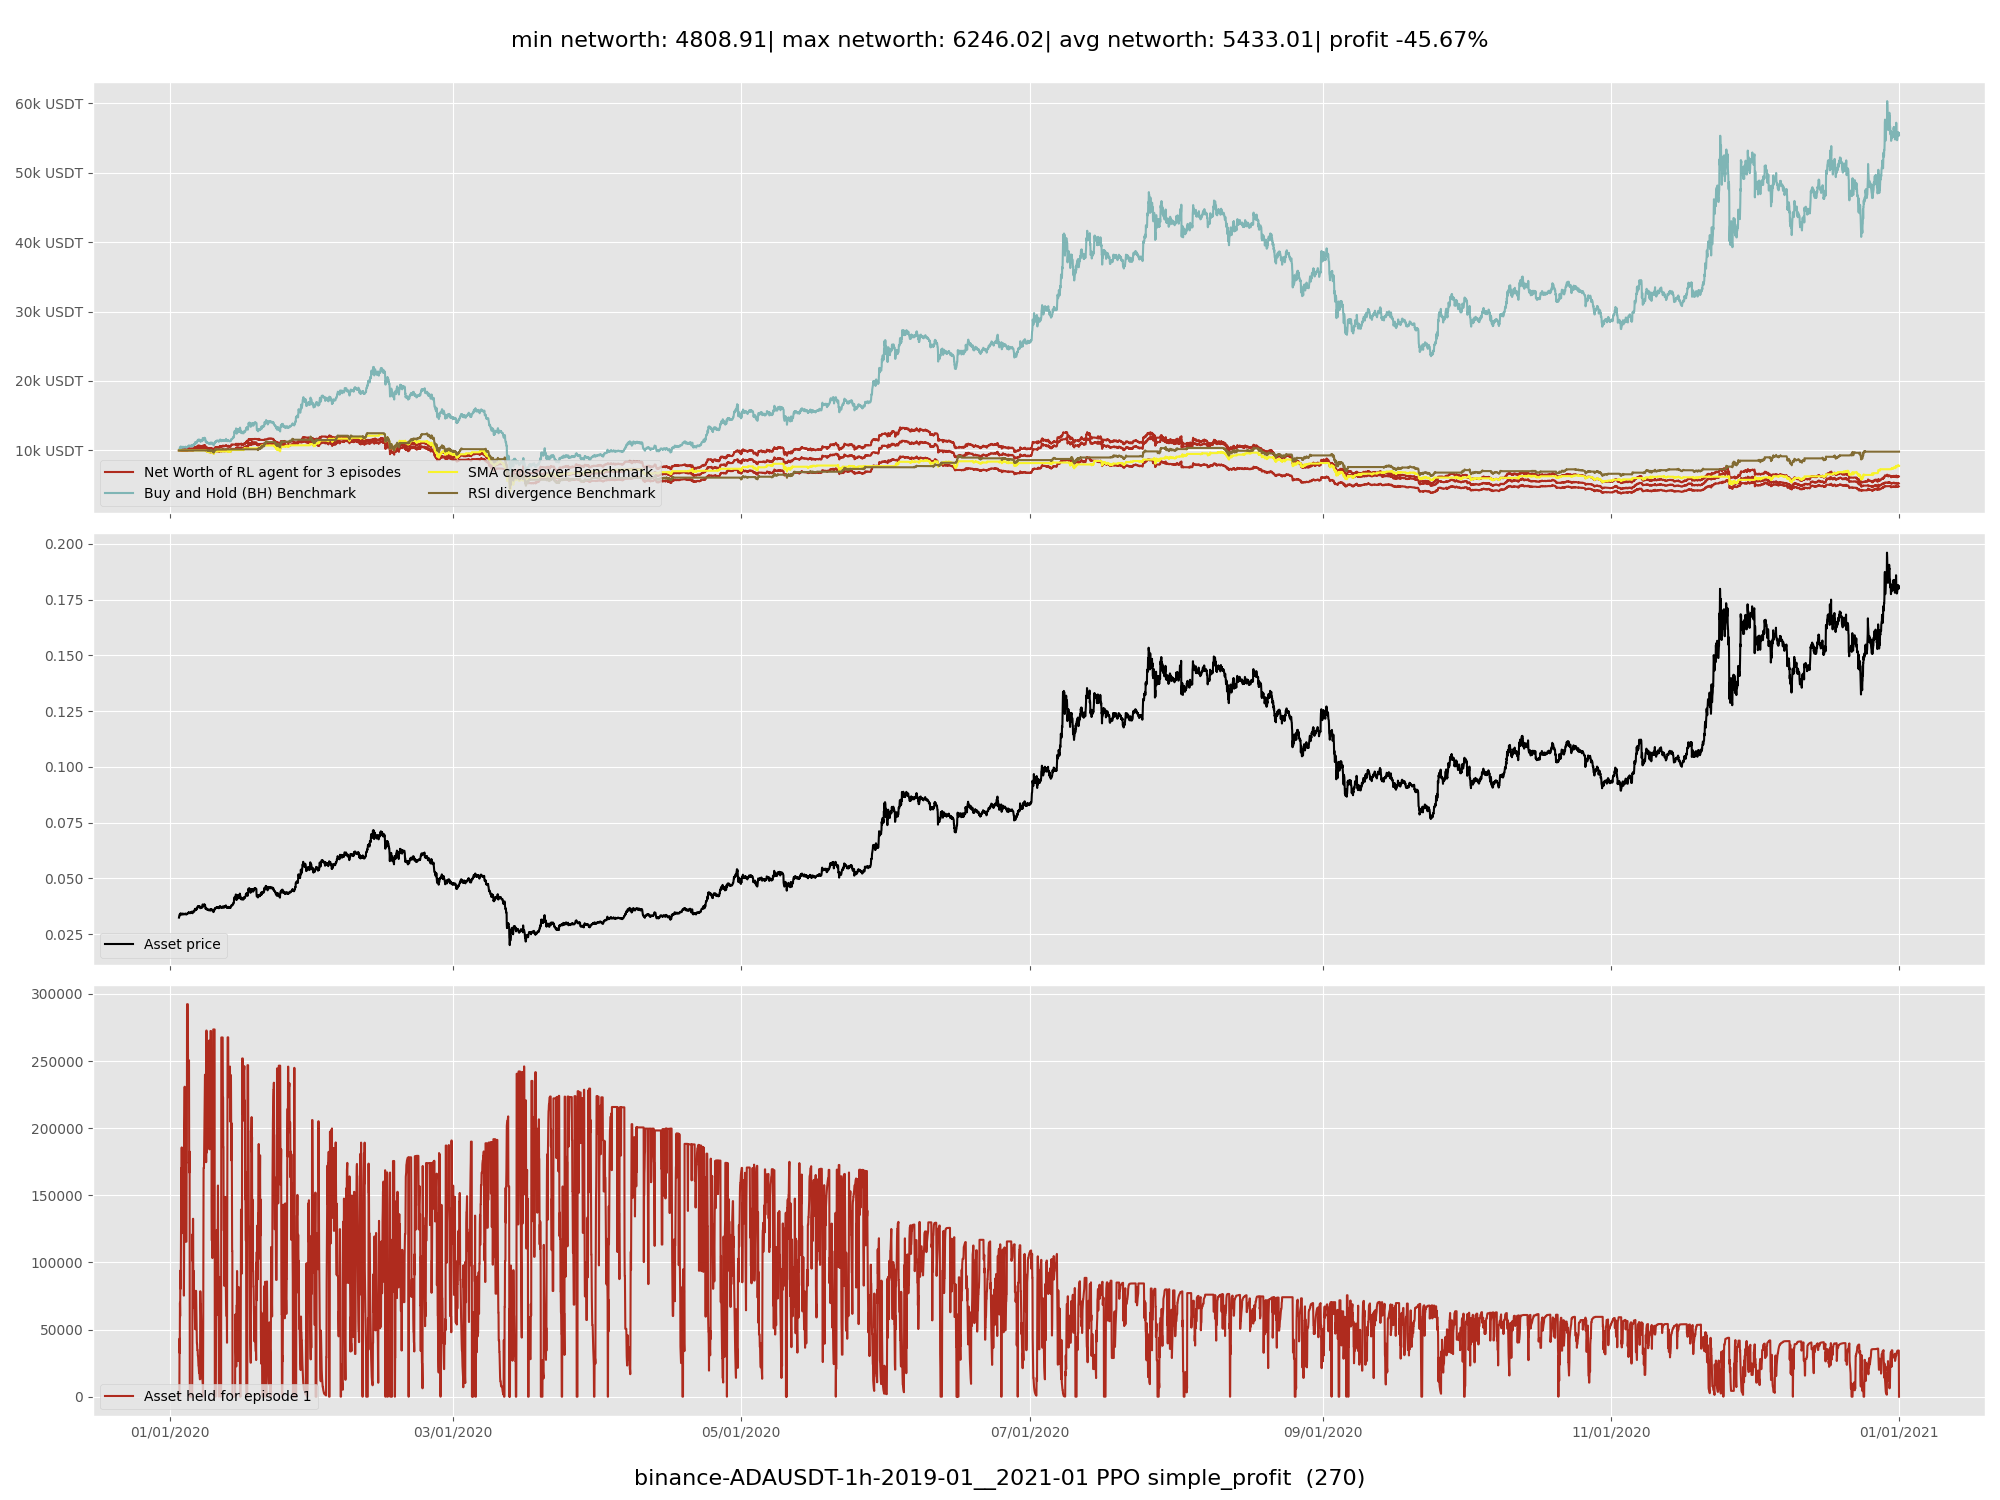 min networth: 4808.91| max networth: 6246.02| avg networth: 5433.01| profit -45.67%
60k USDT
50k USDT
40k USDT
30k USDT
20k USDT
10k USDT
Net Worth of RL agent for 3 episodes
Buy and Hold (BH) Benchmark
SMA crossover Benchmark
RSI divergence Benchmark
0.200
0.175
0.150
0.125
0.100
0.075
0.050
0.025
Asset price
300000
250000
200000
150000
100000
50000
0
Asset held for episode 1
01/01/2020 03/01/2020 05/01/2020 07/01/2020 09/01/2020 11/01/2020 01/01/2021
binance-ADAUSDT-1h-2019-01__2021-01 PPO simple_profit (270)